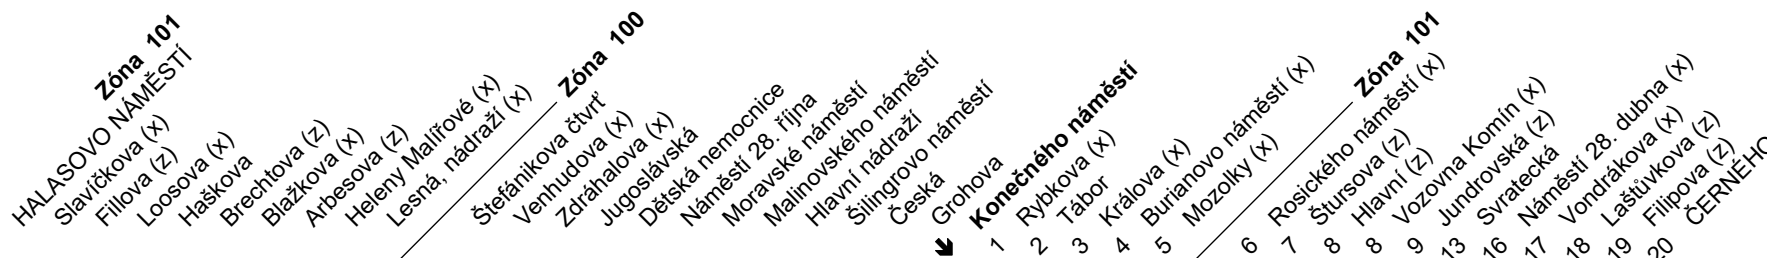 Zóna 101
HALASOVO NÁMĚSTÍ
Slavíčkova (x)
Fillova (z)
Loosova (x)
Haškova
Brechtova (z)
Blažkova (x)
Arbesova (z)
Heleny Malířové (x)
Lesná, nádraží (x)
Zóna 100
Štefánikova čtvrť
Venhudova (x)
Zdráhalova (x)
Jugoslávská
Dětská nemocnice
Náměstí 28. října
Moravské náměstí
Malinovského náměstí
Hlavní nádraží
Šilingrovo náměstí
Česká
Grohova
Konečného náměstí
1 Rybkova (x)
2 Tábor
3 Králova (x)
4 Burianovo náměstí (x)
5 Mozolky (x)
Zóna 101
6 Rosického náměstí (x)
7 Štursova (z)
8 Hlavní (z)
8 Vozovna Komín (x)
9 Jundrovská (z)
13 Svratecká
16 Náměstí 28. dubna (x)
17 Vondrákova (x)
18 Laštůvkova (z)
19 Filipova (z)
20 ČERNÉHO